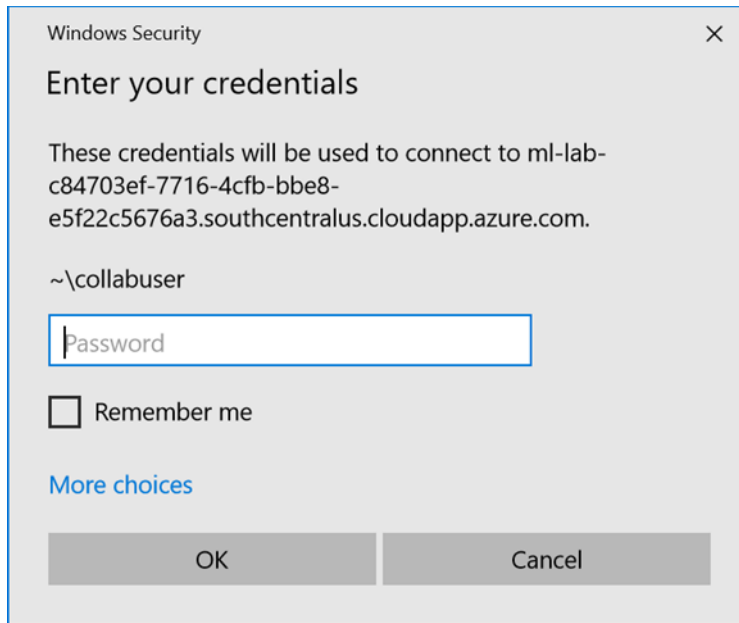 Windows Security
Enter your credentials
These credentials will be used to connect to ml-lab-
c84703ef-7716-4cfb-bbe8-
e5f22c5676a3.southcentralus.cloudapp.azure.com.
~\collabuser
Password
Remember me
More choices
OK
Cancel